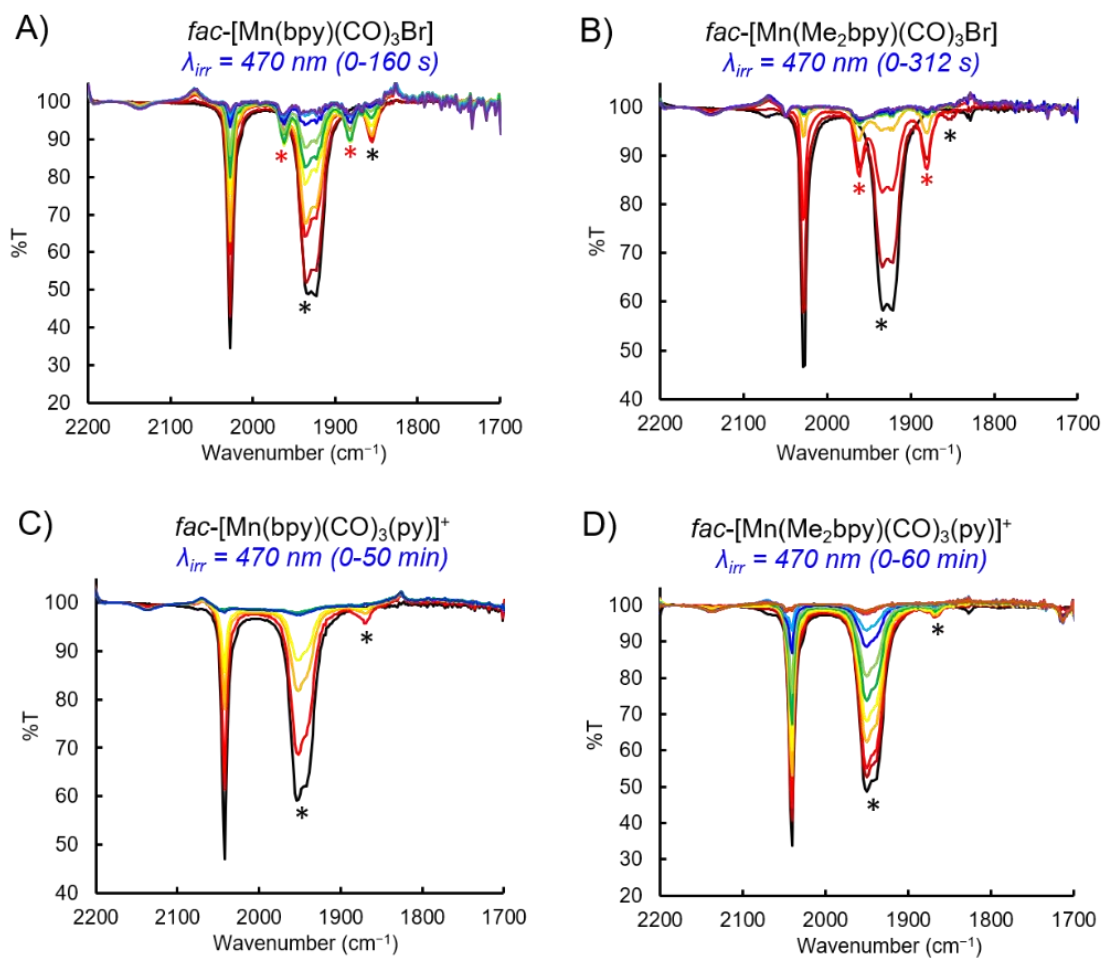 A)
fac-[Mn(bpy)(CO)₃Br]
λirr = 470 nm (0-160 s)
100
90
80
70
60
50
40
30
20
%T
2200 2100 2000 1900 1800 1700
Wavenumber (cm⁻¹)
* * * *
B)
fac-[Mn(Me₂bpy)(CO)₃Br]
λirr = 470 nm (0-312 s)
100
90
80
70
60
50
40
%T
2200 2100 2000 1900 1800 1700
Wavenumber (cm⁻¹)
* * * *
C)
fac-[Mn(bpy)(CO)₃(py)]⁺
λirr = 470 nm (0-50 min)
100
90
80
70
60
50
40
%T
2200 2100 2000 1900 1800 1700
Wavenumber (cm⁻¹)
* *
D)
fac-[Mn(Me₂bpy)(CO)₃(py)]⁺
λirr = 470 nm (0-60 min)
100
90
80
70
60
50
40
30
20
%T
2200 2100 2000 1900 1800 1700
Wavenumber (cm⁻¹)
* *